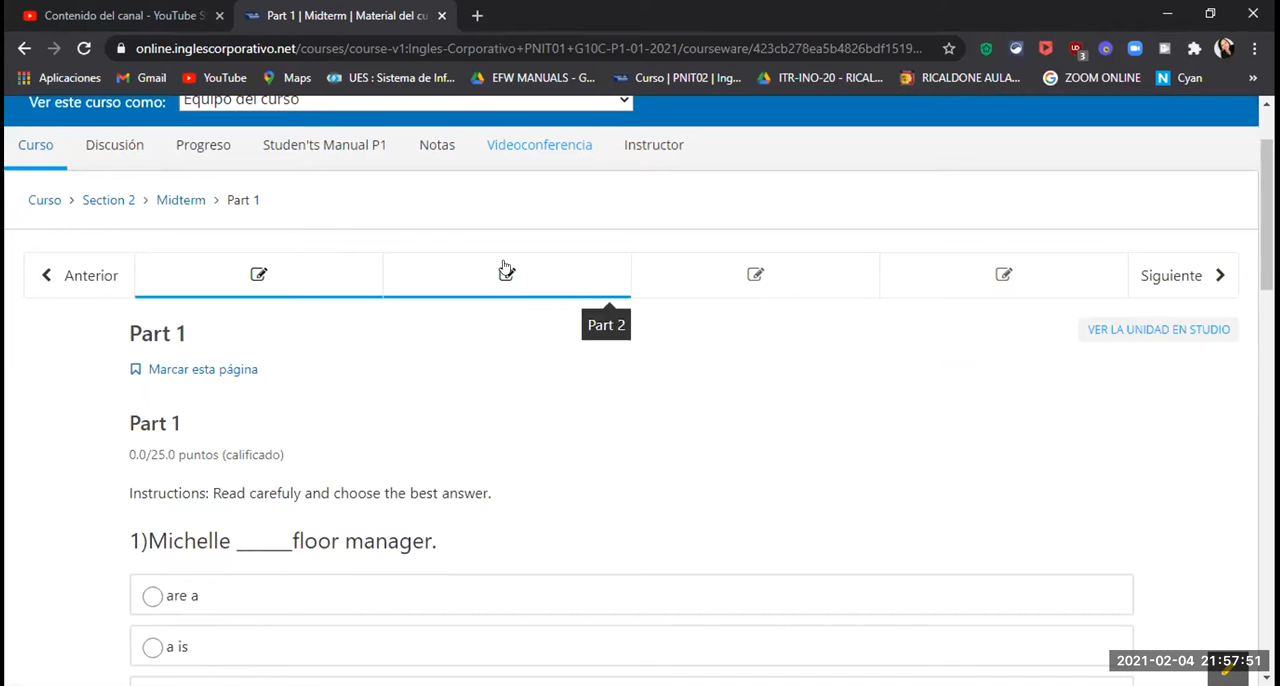 Contenido del canal - YouTube S
Part 1 | Midterm | Material del cu
online.inglescorporativo.net/courses/course-v1:Ingles-Corporativo+PNIT01+G10C-P1-01-2021/courseware/423cb278ea5b4826bdf1519...
3
Aplicaciones
Gmail
YouTube
Maps
UES : Sistema de Inf...
EFW MANUALS - G...
Curso | PNIT02 | Ing...
ITR-INO-20 - RICAL...
RICALDONE AULA...
ZOOM ONLINE
Cyan
Ver este curso como:
Equipo del curso
Curso
Discusión
Progreso
Studen'ts Manual P1
Notas
Videoconferencia
Instructor
Curso > Section 2 > Midterm > Part 1
Anterior
Siguiente
Part 2
Part 1
VER LA UNIDAD EN STUDIO
Marcar esta página
Part 1
0.0/25.0 puntos (calificado)
Instructions: Read carefuly and choose the best answer.
1)Michelle ______floor manager.
are a
a is
2021-02-04 21:57:51